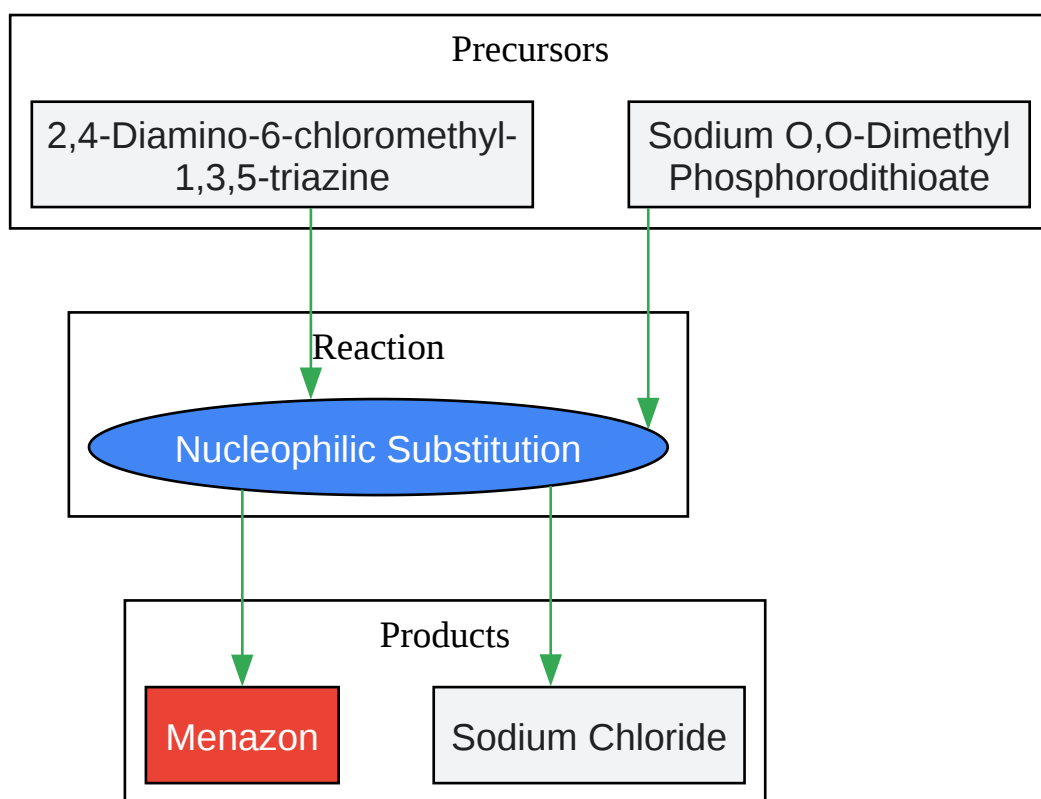 Precursors
2,4-Diamino-6-chloromethyl-
1,3,5-triazine
Sodium O,O-Dimethyl
Phosphorodithioate
Reaction
Nucleophilic Substitution
Products
Menazon
Sodium Chloride